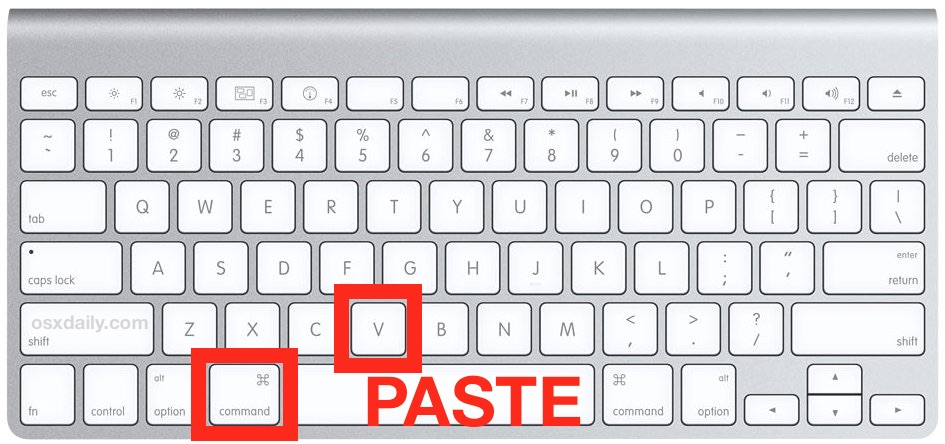 esc F1 F2 F3 F4 F5 F6 F7 F8 F9 F10 F11 F12
~ ! @ # $ % ^ & * ( ) _ +
` 1 2 3 4 5 6 7 8 9 0 - = delete
tab Q W E R T Y U I O P { } |
[ ] \
caps lock A S D F G H J K L : " enter
; ' return
osxdaily.com Z X C V B N M < > ?
shift , . / shift
alt ⌘ ⌘ alt
fn control option command PASTE command option